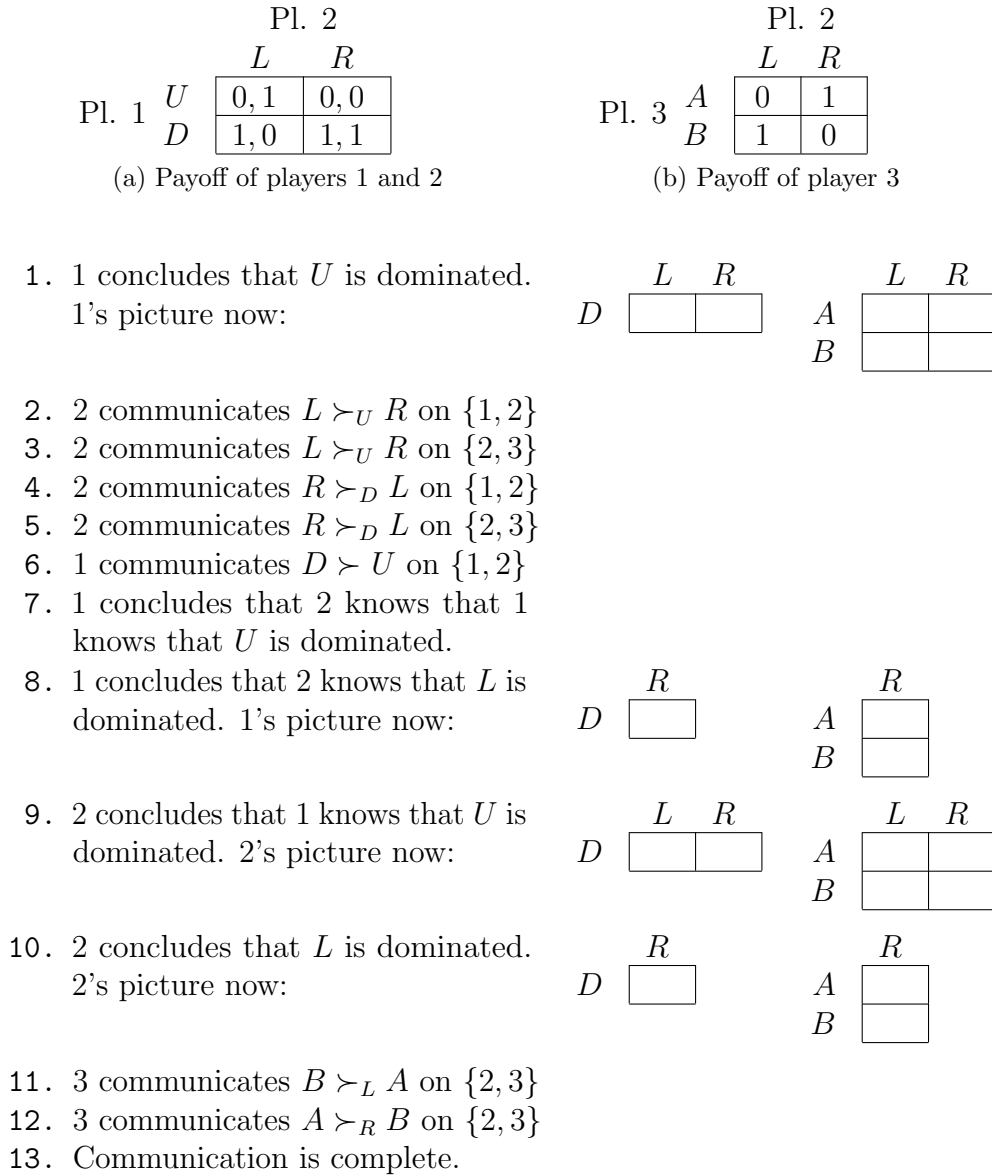 Pl. 2 Pl. 2
L R L R
Pl. 1 U 0, 1 0, 0 Pl. 3 A 0 1
D 1, 0 1, 1 B 1 0
(a) Payoff of players 1 and 2 (b) Payoff of player 3
1. 1 concludes that U is dominated. L R L R
1's picture now: D A
B
2. 2 communicates L ≻_U R on {1, 2}
3. 2 communicates L ≻_U R on {2, 3}
4. 2 communicates R ≻_D L on {1, 2}
5. 2 communicates R ≻_D L on {2, 3}
6. 1 communicates D ≻ U on {1, 2}
7. 1 concludes that 2 knows that 1
knows that U is dominated.
8. 1 concludes that 2 knows that L is R R
dominated. 1's picture now: D A
B
9. 2 concludes that 1 knows that U is L R L R
dominated. 2's picture now: D A
B
10. 2 concludes that L is dominated. R R
2's picture now: D A
B
11. 3 communicates B ≻_L A on {2, 3}
12. 3 communicates A ≻_R B on {2, 3}
13. Communication is complete.